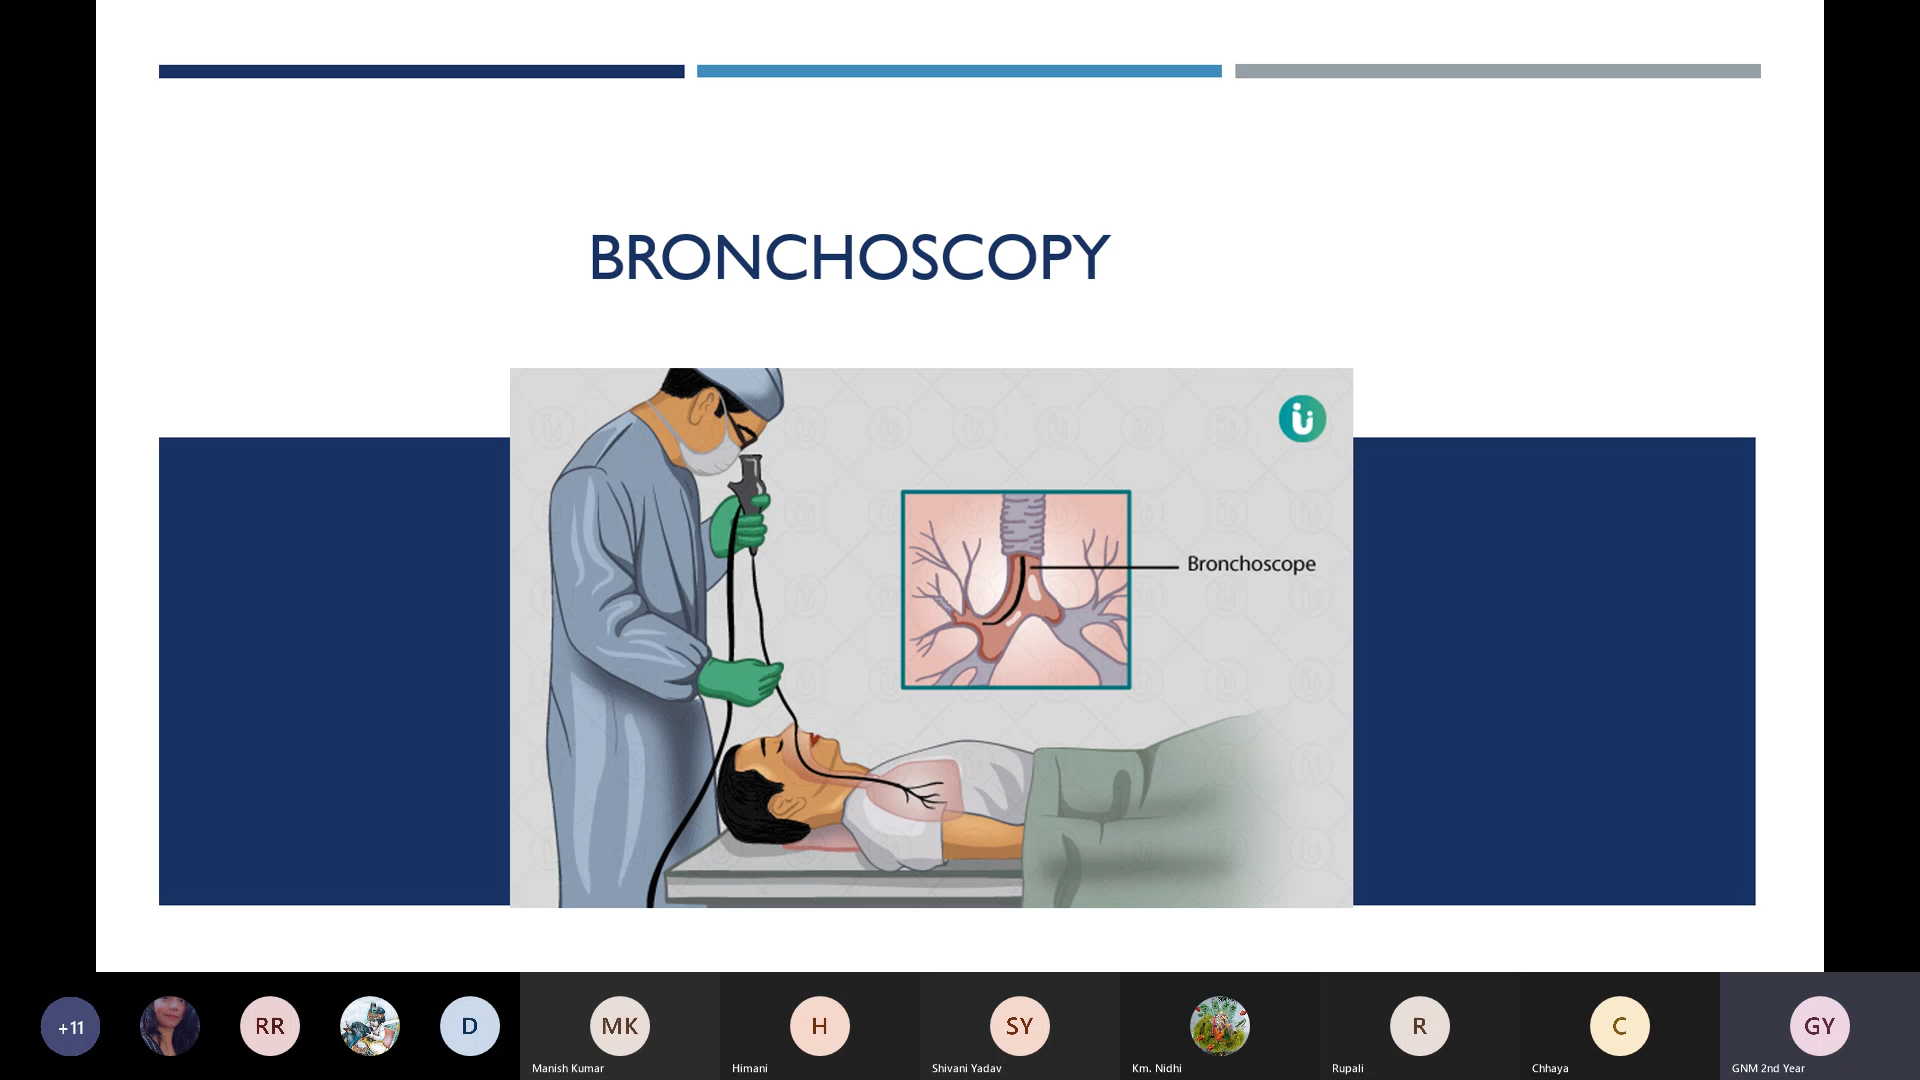 BRONCHOSCOPY
Bronchoscope
+11
RR
D
MK
H
SY
R
C
GY
Manish Kumar
Himani
Shivani Yadav
Km. Nidhi
Rupali
Chhaya
GNM 2nd Year